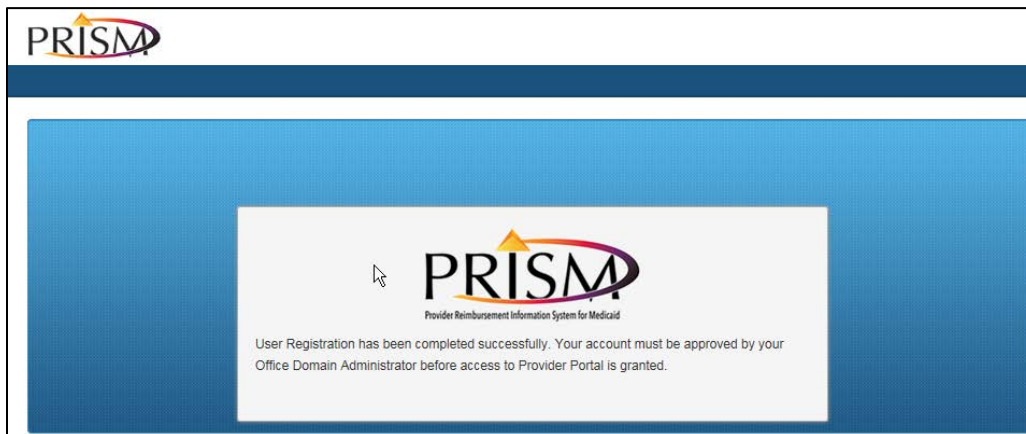 PRISM
PRISM
Provider Reimbursement Information System for Medicaid
User Registration has been completed successfully. Your account must be approved by your
Office Domain Administrator before access to Provider Portal is granted.